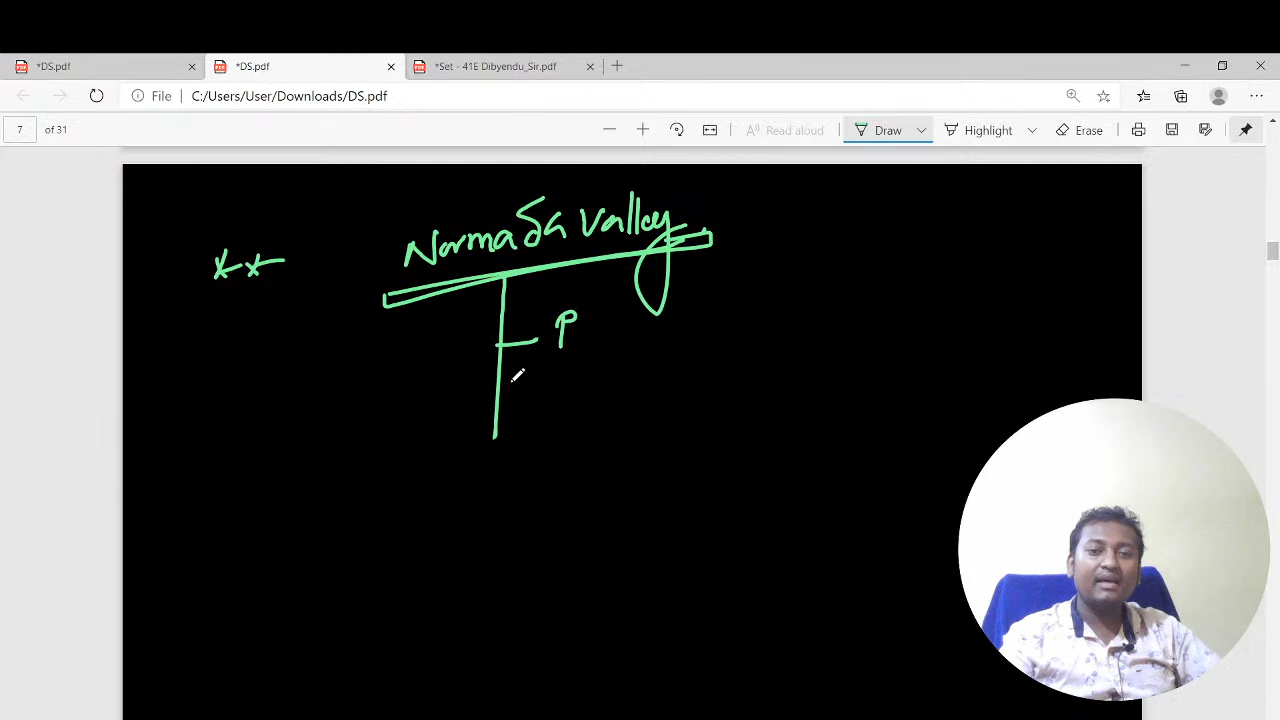 *DS.pdf
*DS.pdf
*Set - 41E Dibyendu_Sir.pdf
File | C:/Users/User/Downloads/DS.pdf
Read aloud
Draw
Highlight
Erase
7 of 31
Normada Valley
**
P